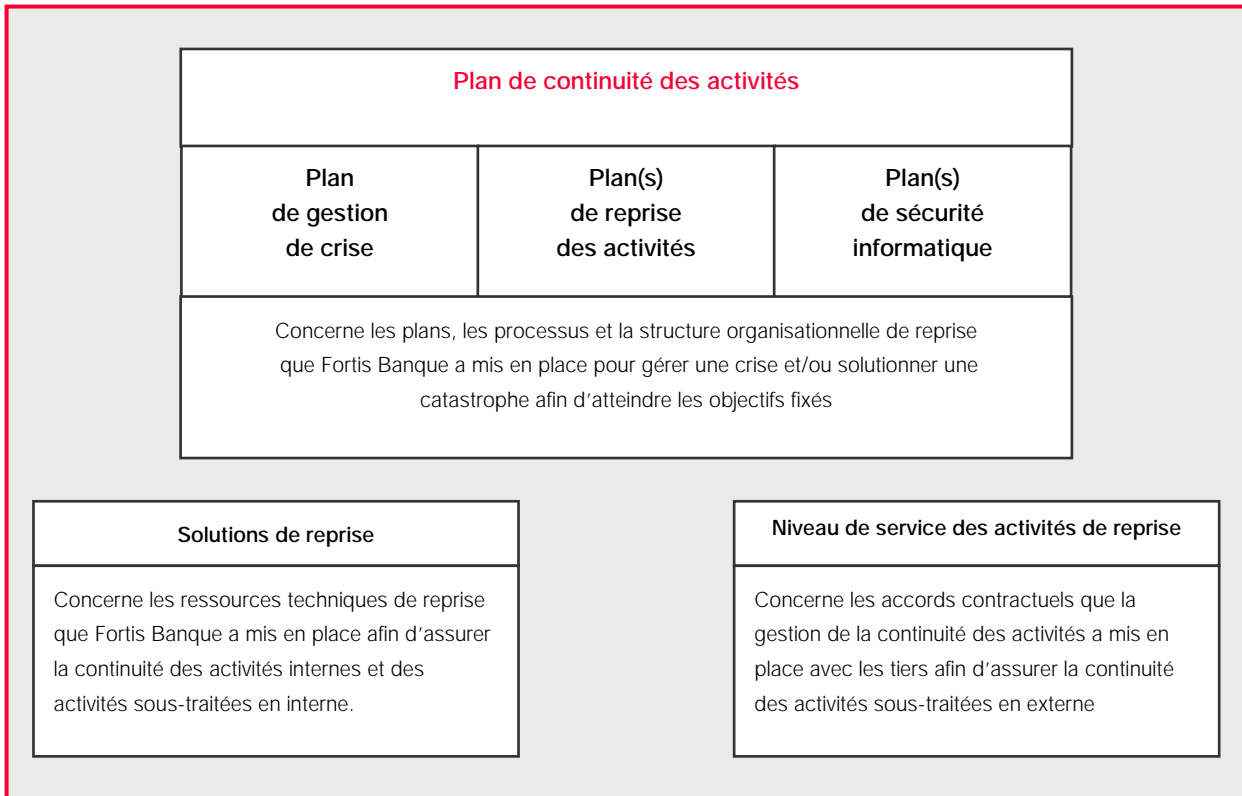 Plan de continuité des activités
Plan
de gestion
de crise
Plan(s)
de reprise
des activités
Plan(s)
de sécurité
informatique
Concerne les plans, les processus et la structure organisationnelle de reprise
que Fortis Banque a mis en place pour gérer une crise et/ou solutionner une
catastrophe afin d'atteindre les objectifs fixés
Solutions de reprise
Concerne les ressources techniques de reprise
que Fortis Banque a mis en place afin d'assurer
la continuité des activités internes et des
activités sous-traitées en interne.
Niveau de service des activités de reprise
Concerne les accords contractuels que la
gestion de la continuité des activités a mis en
place avec les tiers afin d'assurer la continuité
des activités sous-traitées en externe